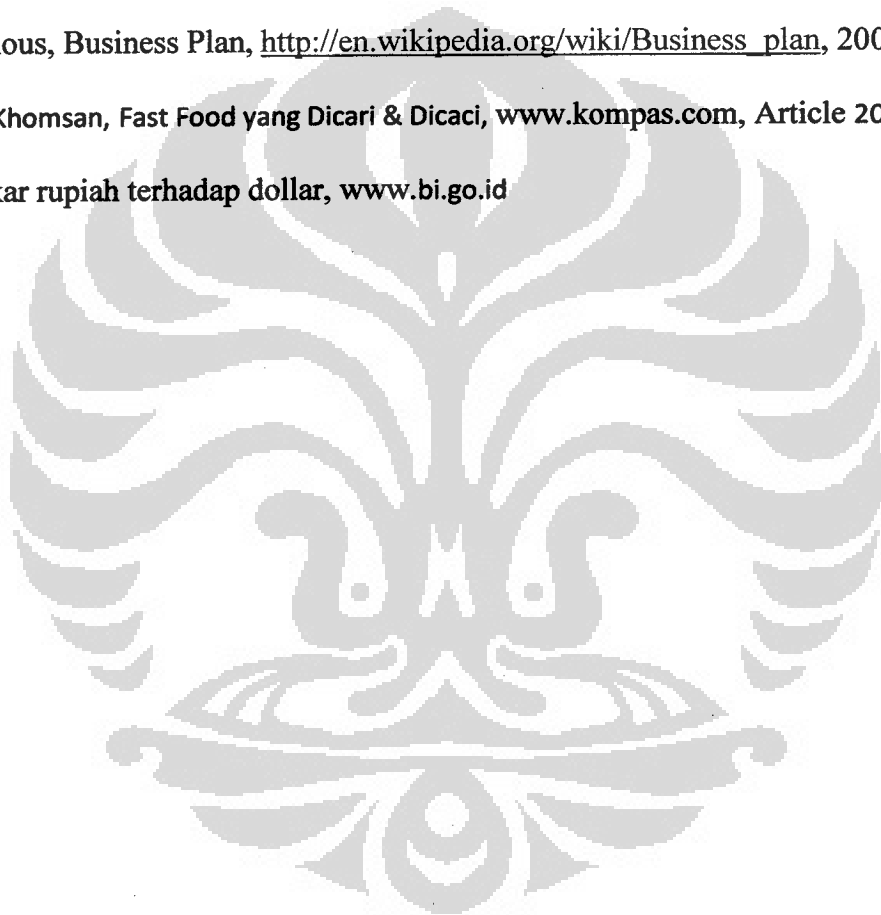 ous, Business Plan, http://en.wikipedia.org/wiki/Business_plan, 200
Khomsan, Fast Food yang Dicari & Dicaci, www.kompas.com, Article 20
ar rupiah terhadap dollar, www.bi.go.id